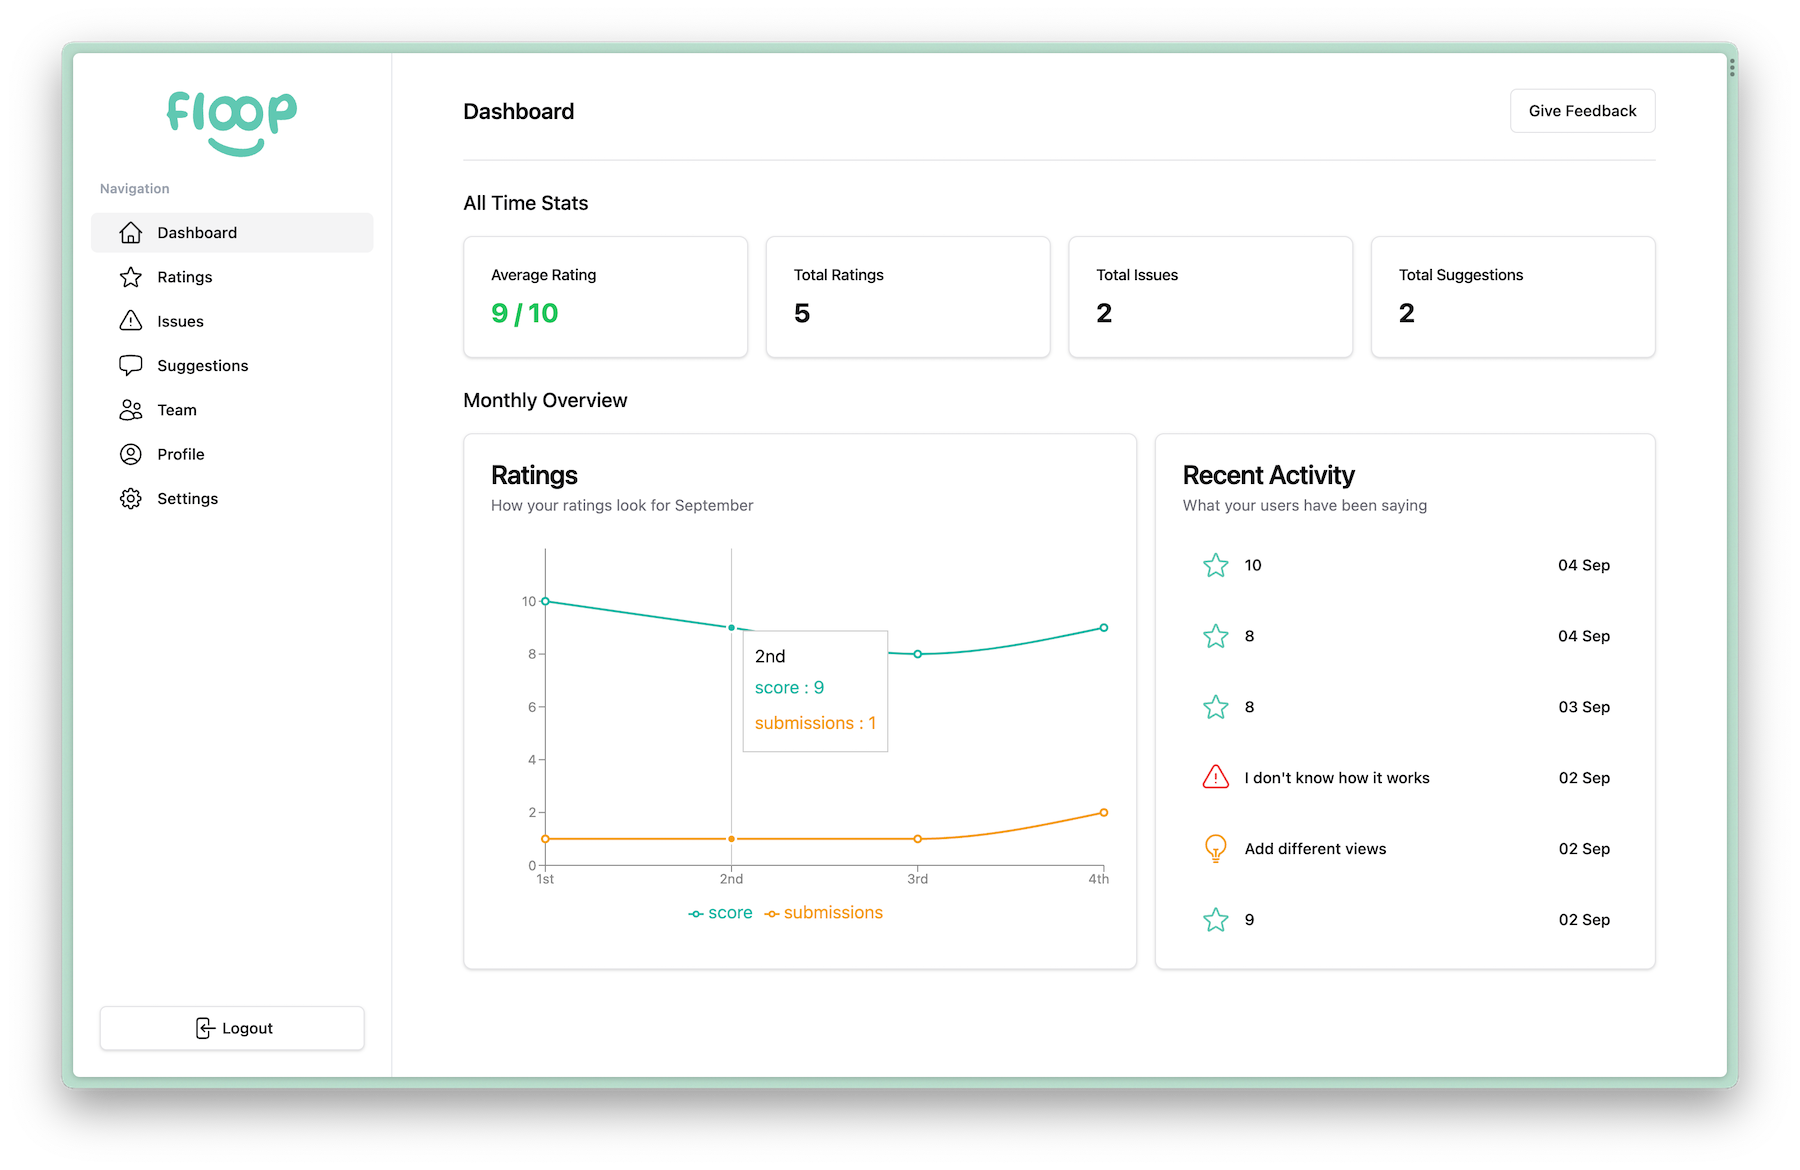 floop
Navigation
Dashboard
Ratings
Issues
Suggestions
Team
Profile
Settings
Logout
Dashboard
Give Feedback
All Time Stats
Average Rating
9 / 10
Total Ratings
5
Total Issues
2
Total Suggestions
2
Monthly Overview
Ratings
How your ratings look for September
10
8
6
4
2
0
1st
2nd
3rd
4th
2nd
score : 9
submissions : 1
score
submissions
Recent Activity
What your users have been saying
10 04 Sep
8 04 Sep
8 03 Sep
I don't know how it works 02 Sep
Add different views 02 Sep
9 02 Sep